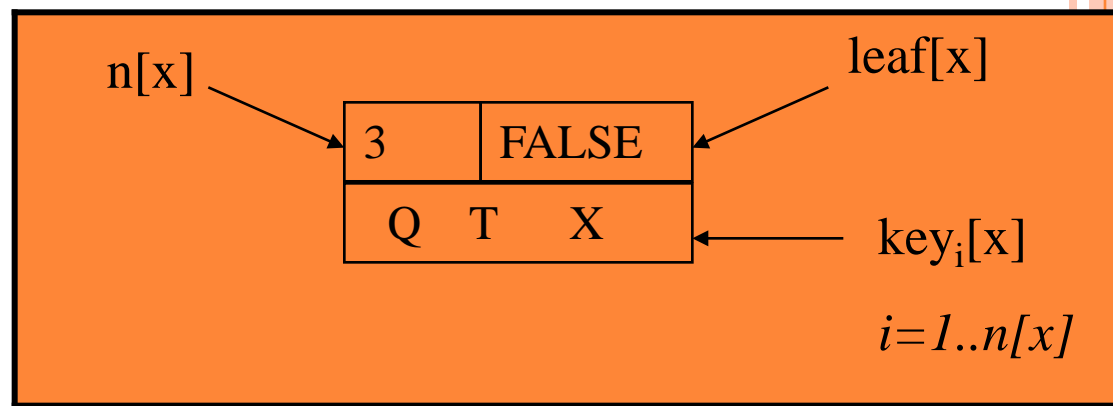 n[x]
leaf[x]
3 FALSE
Q T X
keyᵢ[x]
i=1..n[x]